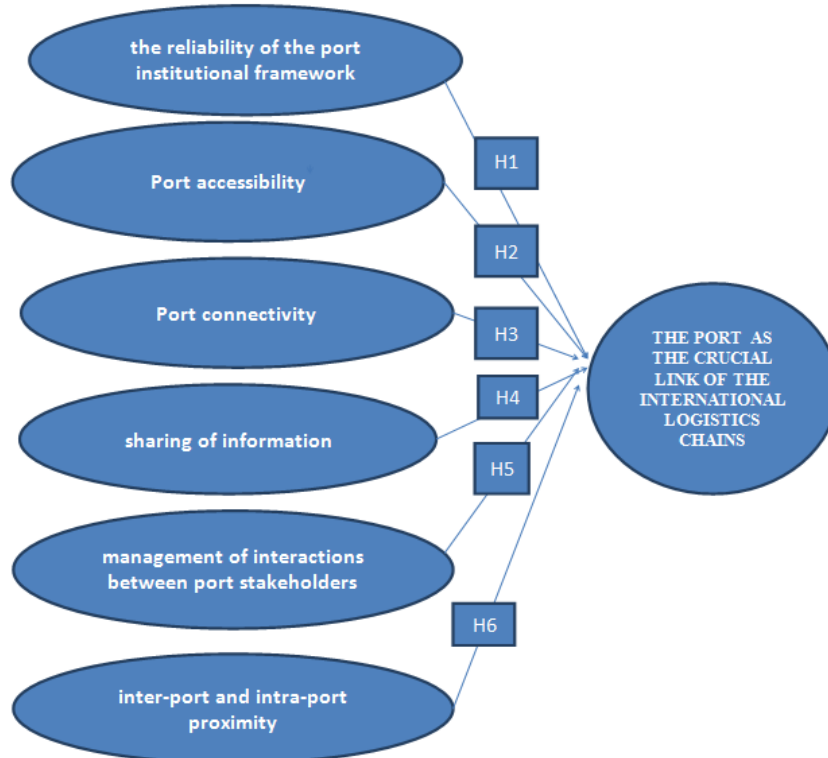 the reliability of the port
institutional framework
H1
Port accessibility
H2
Port connectivity
H3
THE PORT AS
THE CRUCIAL
LINK OF THE
INTERNATIONAL
LOGISTICS
CHAINS
sharing of information
H4
H5
management of interactions
between port stakeholders
H6
inter-port and intra-port
proximity